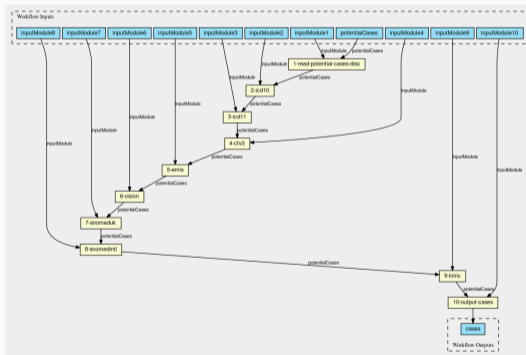 Workflow Inputs
inputModule8 inputModule7 inputModule6 inputModule5 inputModule3 inputModule2 inputModule1 potentialCases inputModule4 inputModule9 inputModule10
inputModule potentialCases
1-read-potential-cases-disc
inputModule potentialCases
2-icd10
inputModule potentialCases
3-icd11
potentialCases inputModule
4-ctv3
inputModule potentialCases
5-emis
inputModule potentialCases
6-vision
inputModule potentialCases
7-snomeduk
inputModule potentialCases
8-snomedintl
potentialCases inputModule
9-loinc
potentialCases inputModule
10-output-cases
cases
Workflow Outputs